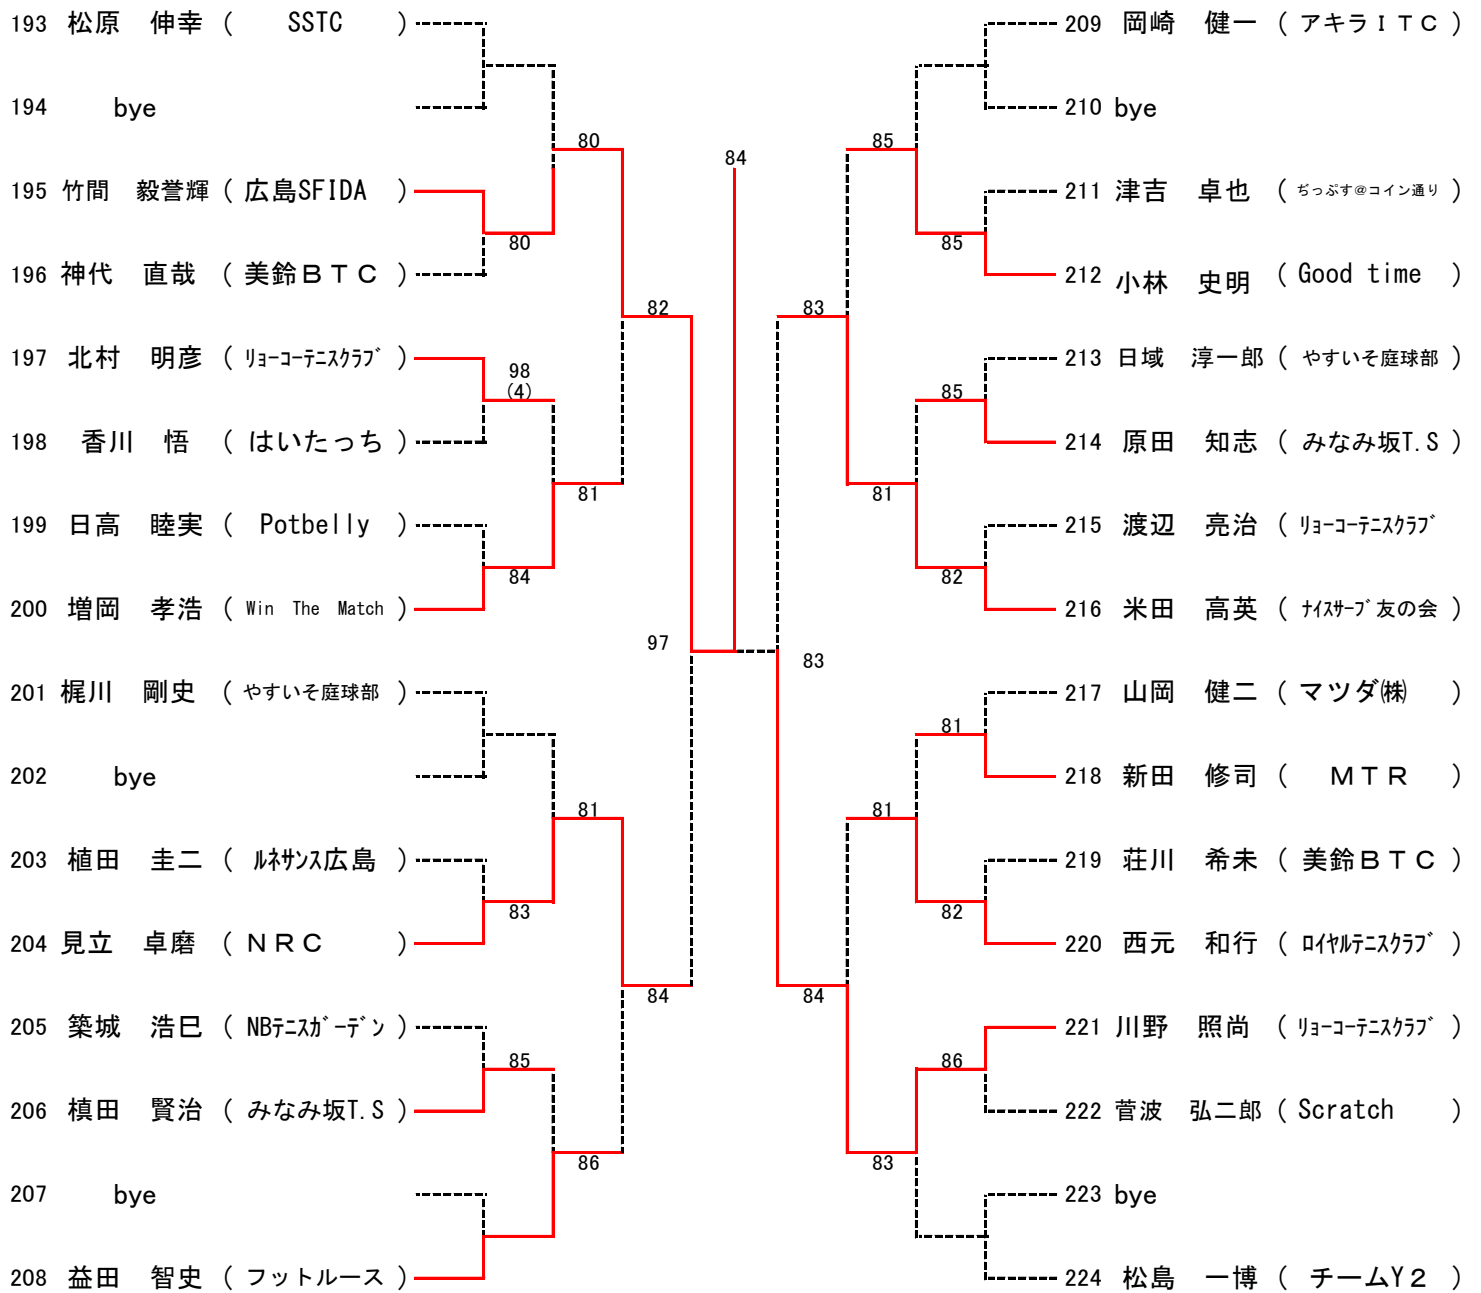 193 松原 伸幸 ( SSTC )
194 bye
195 竹間 毅誉輝 ( 広島SFIDA )
196 神代 直哉 ( 美鈴ＢＴＣ )
197 北村 明彦 ( ﾘｮｰｺｰﾃﾆｽｸﾗﾌﾞ )
198 香川 悟 ( はいたっち )
199 日高 睦実 ( Potbelly )
200 増岡 孝浩 ( Win The Match )
201 梶川 剛史 ( やすいそ庭球部 )
202 bye
203 植田 圭二 ( ﾙﾈｻﾝｽ広島 )
204 見立 卓磨 ( ＮＲＣ )
205 築城 浩巳 ( NBﾃﾆｽｶﾞｰﾃﾞﾝ )
206 槙田 賢治 ( みなみ坂T.S )
207 bye
208 益田 智史 ( フットルース )
80
80
98
(4)
84
81
82
83
81
85
86
84
97
84
83
85
85
83
85
81
82
81
81
82
84
86
83
209 岡崎 健一 ( アキラＩＴＣ )
210 bye
211 津吉 卓也 ( ぢっぷす@コイン通り )
212 小林 史明 ( Good time )
213 日域 淳一郎 ( やすいそ庭球部 )
214 原田 知志 ( みなみ坂T.S )
215 渡辺 亮治 ( ﾘｮｰｺｰﾃﾆｽｸﾗﾌﾞ
216 米田 高英 ( ﾅｲｽｻｰﾌﾞ友の会 )
217 山岡 健二 ( マツダ㈱ )
218 新田 修司 ( ＭＴＲ )
219 荘川 希未 ( 美鈴ＢＴＣ )
220 西元 和行 ( ﾛｲﾔﾙﾃﾆｽｸﾗﾌﾞ )
221 川野 照尚 ( ﾘｮｰｺｰﾃﾆｽｸﾗﾌﾞ )
222 菅波 弘二郎 ( Scratch )
223 bye
224 松島 一博 ( チームY２ )